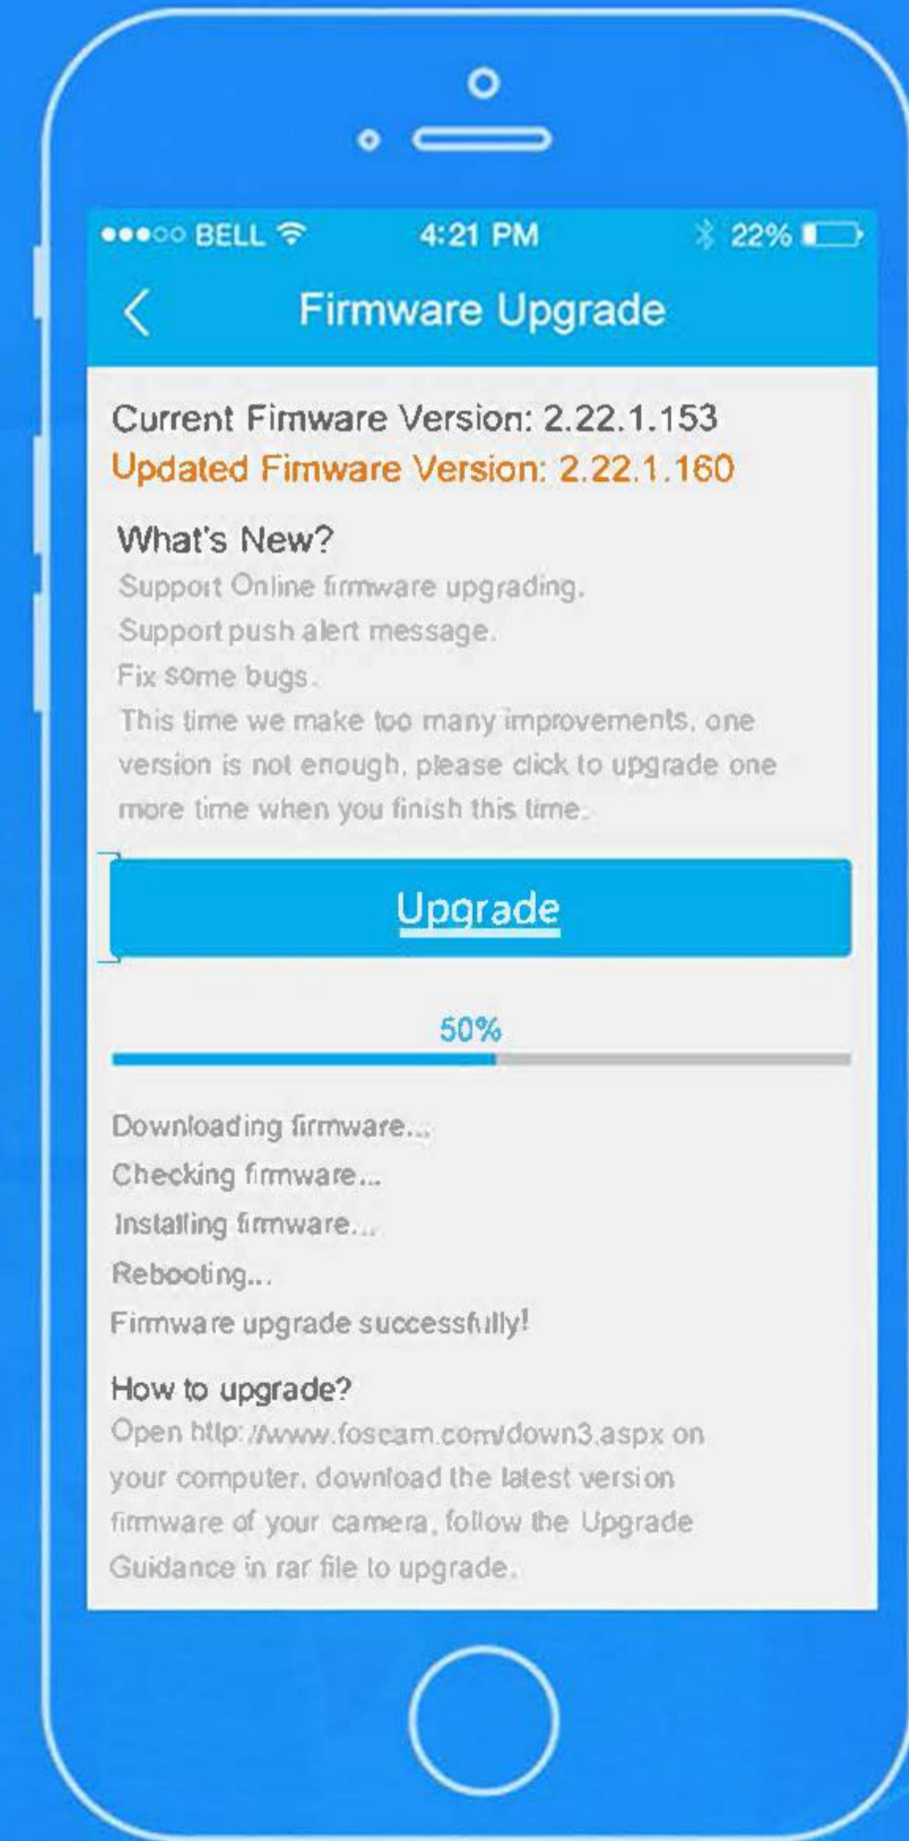 BELL 4:21 PM 22%
Firmware Upgrade
Current Fimware Version: 2.22.1.153
Updated Fimware Version: 2.22.1.160
What's New?
Support Online firmware upgrading.
Support push alert message.
Fix some bugs.
This time we make too many improvements, one
version is not enough, please click to upgrade one
more time when you finish this time.
Upgrade
50%
Downloading firmware...
Checking firmware...
Installing firmware...
Rebooting...
Firmware upgrade successfully!
How to upgrade?
Open http://www.foscam.com/down3.aspx on
your computer, download the latest version
firmware of your camera, follow the Upgrade
Guidance in rar file to upgrade.